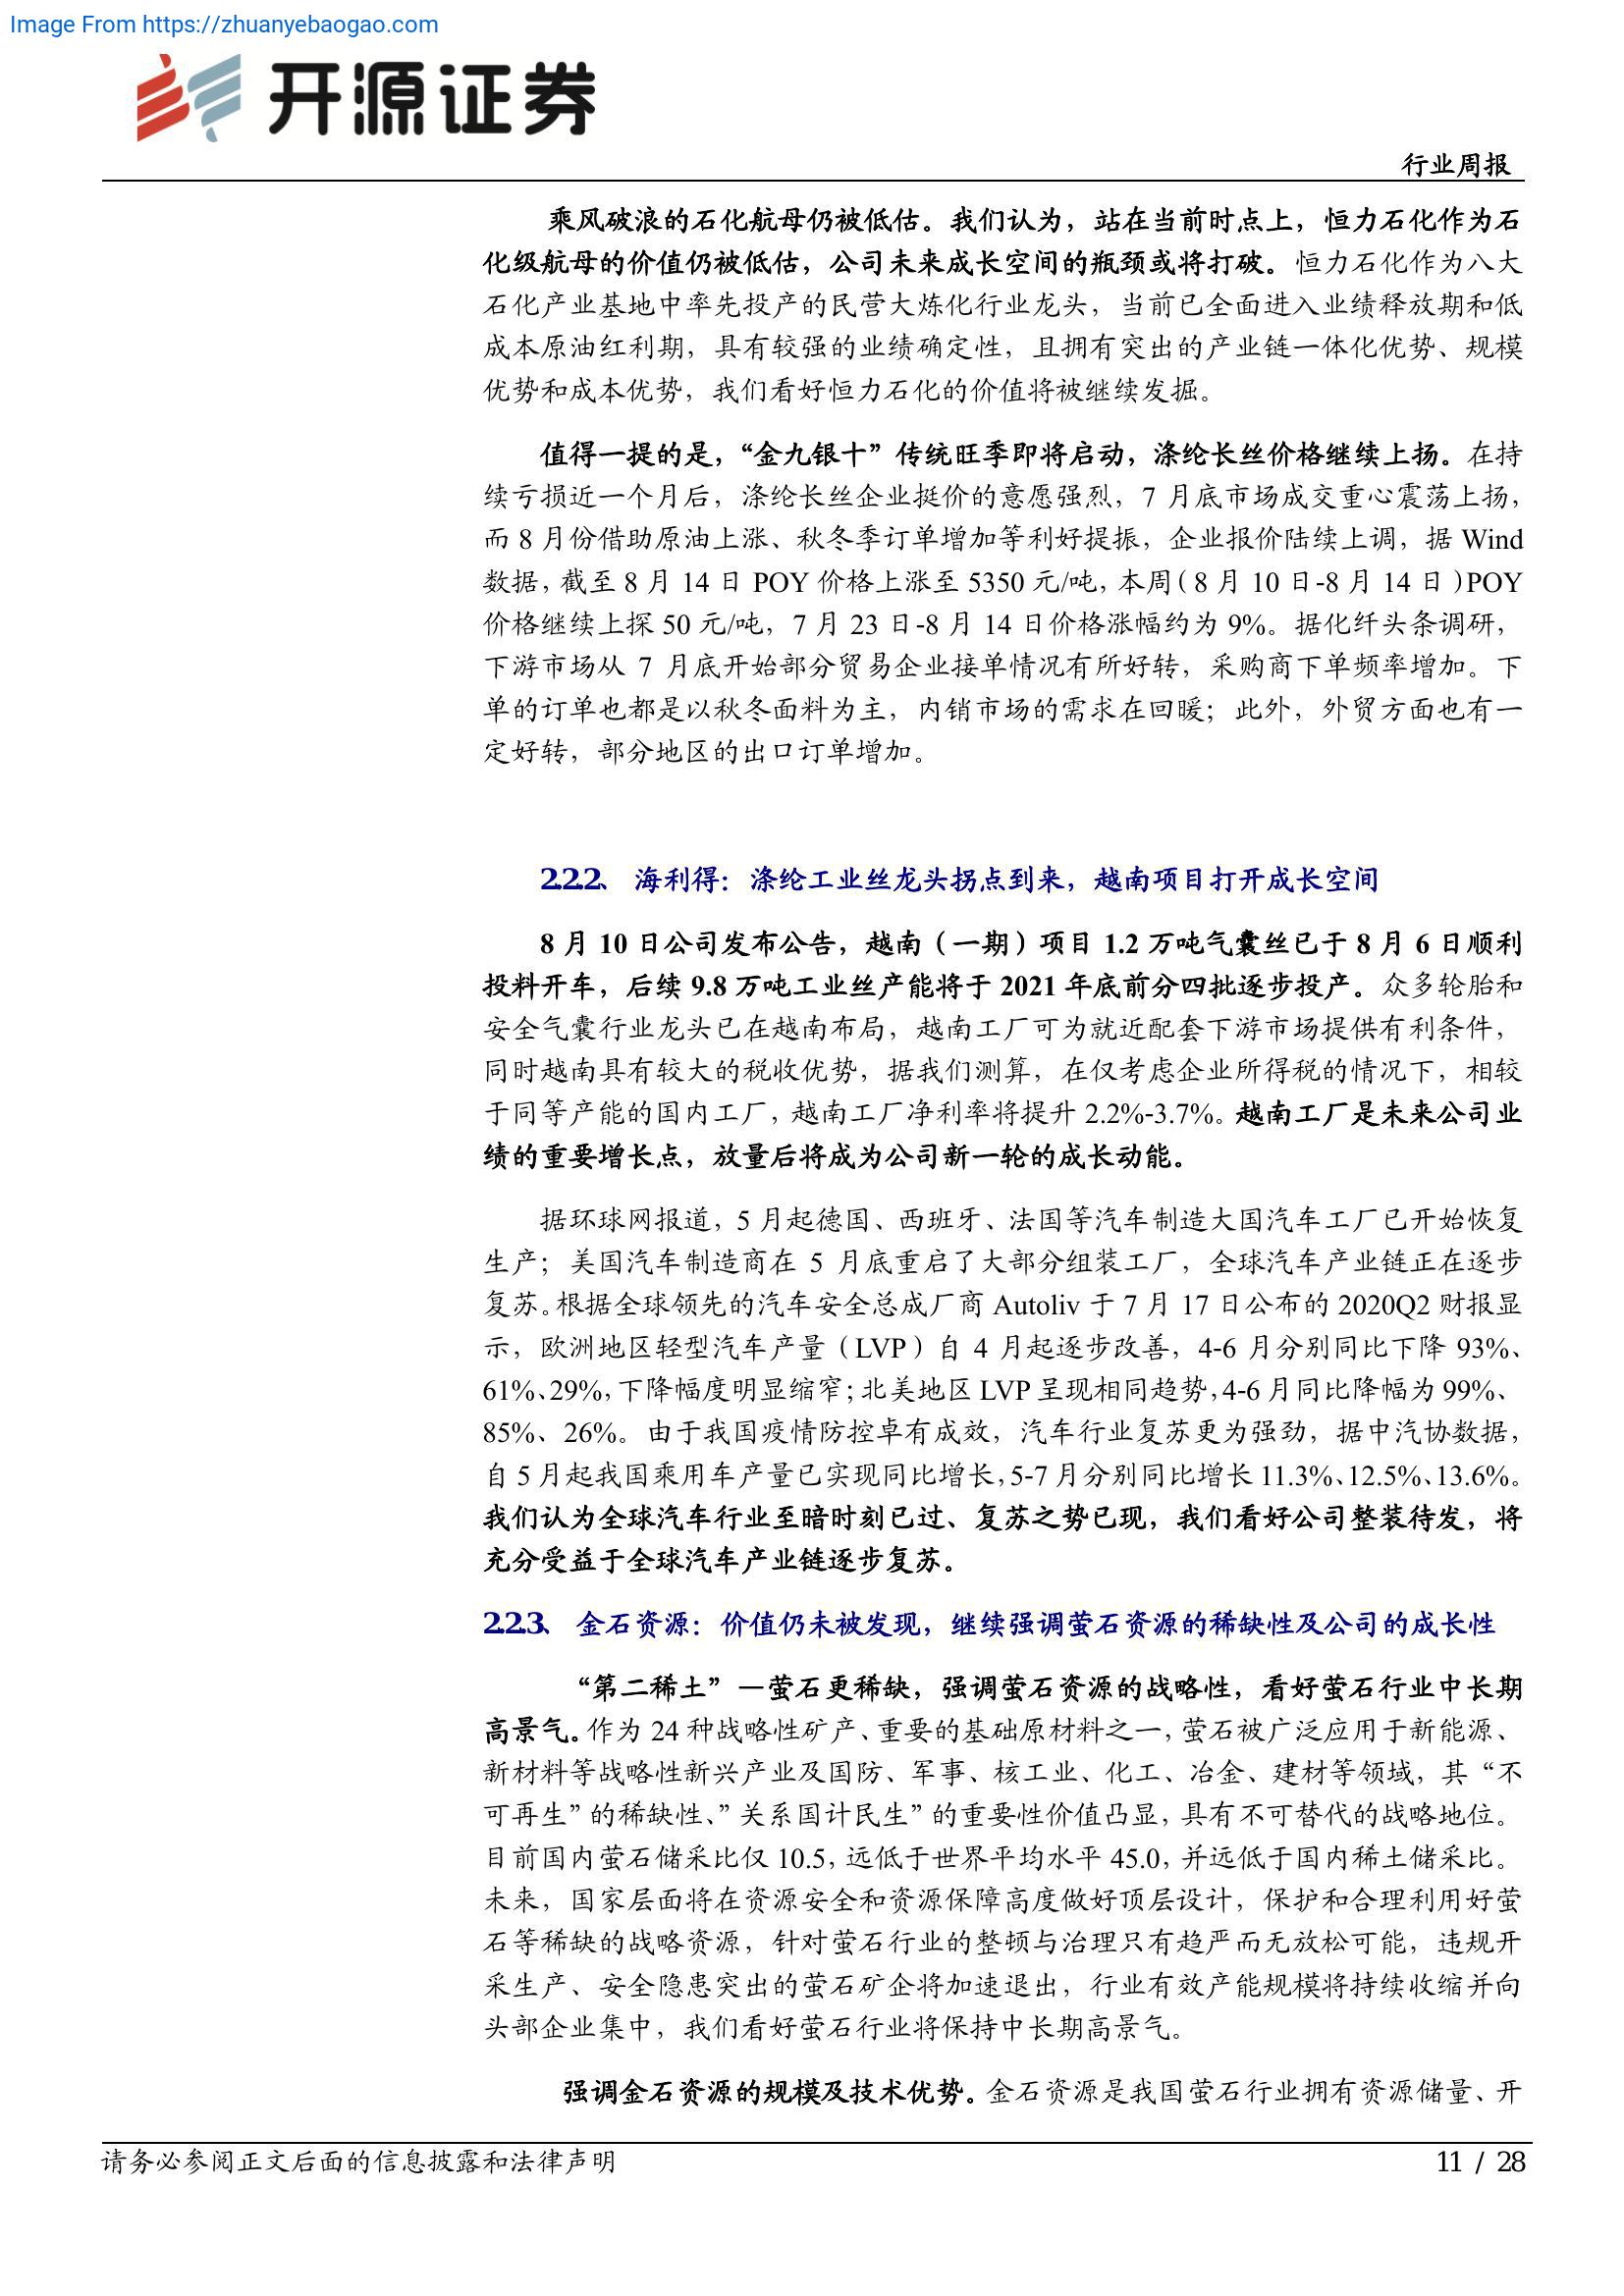 Image From https://zhuanyebaogao.com
开源证券
行业周报
乘风破浪的石化航母仍被低估。我们认为，站在当前时点上，恒力石化作为石
化级航母的价值仍被低估，公司未来成长空间的瓶颈或将打破。恒力石化作为八大
石化产业基地中率先投产的民营大炼化行业龙头，当前已全面进入业绩释放期和低
成本原油红利期，具有较强的业绩确定性，且拥有突出的产业链一体化优势、规模
优势和成本优势，我们看好恒力石化的价值将被继续发掘。
值得一提的是，“金九银十”传统旺季即将启动，涤纶长丝价格继续上扬。在持
续亏损近一个月后，涤纶长丝企业挺价的意愿强烈，7 月底市场成交重心震荡上扬，
而 8 月份借助原油上涨、秋冬季订单增加等利好提振，企业报价陆续上调，据 Wind
数据，截至 8 月 14 日 POY 价格上涨至 5350 元/吨，本周（8 月 10 日-8 月 14 日）POY
价格继续上探 50 元/吨，7 月 23 日-8 月 14 日价格涨幅约为 9%。据化纤头条调研，
下游市场从 7 月底开始部分贸易企业接单情况有所好转，采购商下单频率增加。下
单的订单也都是以秋冬面料为主，内销市场的需求在回暖；此外，外贸方面也有一
定好转，部分地区的出口订单增加。
2.2.2、 海利得：涤纶工业丝龙头拐点到来，越南项目打开成长空间
8 月 10 日公司发布公告，越南（一期）项目 1.2 万吨气囊丝已于 8 月 6 日顺利
投料开车，后续 9.8 万吨工业丝产能将于 2021 年底前分四批逐步投产。众多轮胎和
安全气囊行业龙头已在越南布局，越南工厂可为就近配套下游市场提供有利条件，
同时越南具有较大的税收优势，据我们测算，在仅考虑企业所得税的情况下，相较
于同等产能的国内工厂，越南工厂净利率将提升 2.2%-3.7%。越南工厂是未来公司业
绩的重要增长点，放量后将成为公司新一轮的成长动能。
据环球网报道，5 月起德国、西班牙、法国等汽车制造大国汽车工厂已开始恢复
生产；美国汽车制造商在 5 月底重启了大部分组装工厂，全球汽车产业链正在逐步
复苏。根据全球领先的汽车安全总成厂商 Autoliv 于 7 月 17 日公布的 2020Q2 财报显
示，欧洲地区轻型汽车产量（LVP）自 4 月起逐步改善，4-6 月分别同比下降 93%、
61%、29%，下降幅度明显缩窄；北美地区 LVP 呈现相同趋势，4-6 月同比降幅为 99%、
85%、26%。由于我国疫情防控卓有成效，汽车行业复苏更为强劲，据中汽协数据，
自 5 月起我国乘用车产量已实现同比增长，5-7 月分别同比增长 11.3%、12.5%、13.6%。
我们认为全球汽车行业至暗时刻已过、复苏之势已现，我们看好公司整装待发，将
充分受益于全球汽车产业链逐步复苏。
2.2.3、 金石资源：价值仍未被发现，继续强调萤石资源的稀缺性及公司的成长性
“第二稀土”—萤石更稀缺，强调萤石资源的战略性，看好萤石行业中长期
高景气。作为 24 种战略性矿产、重要的基础原材料之一，萤石被广泛应用于新能源、
新材料等战略性新兴产业及国防、军事、核工业、化工、冶金、建材等领域，其“不
可再生”的稀缺性、”关系国计民生”的重要性价值凸显，具有不可替代的战略地位。
目前国内萤石储采比仅 10.5，远低于世界平均水平 45.0，并远低于国内稀土储采比。
未来，国家层面将在资源安全和资源保障高度做好顶层设计，保护和合理利用好萤
石等稀缺的战略资源，针对萤石行业的整顿与治理只有趋严而无放松可能，违规开
采生产、安全隐患突出的萤石矿企将加速退出，行业有效产能规模将持续收缩并向
头部企业集中，我们看好萤石行业将保持中长期高景气。
强调金石资源的规模及技术优势。金石资源是我国萤石行业拥有资源储量、开
请务必参阅正文后面的信息披露和法律声明
11 / 28